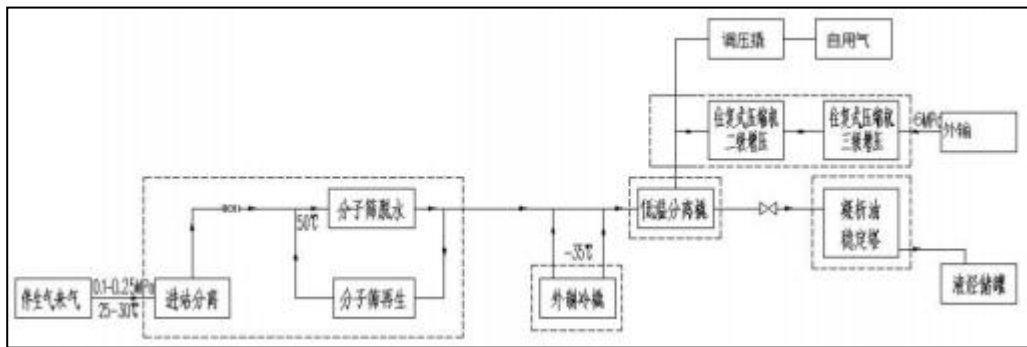 调压撬
自用气
往复式压缩机
二级增压
往复式压缩机
三级增压
6MPa
外输
50℃
分子筛脱水
低温分离撬
凝析油
稳定塔
-35℃
伴生气来气
0.1-0.25MPa
25-30℃
进站分离
分子筛再生
外制冷撬
液烃储罐